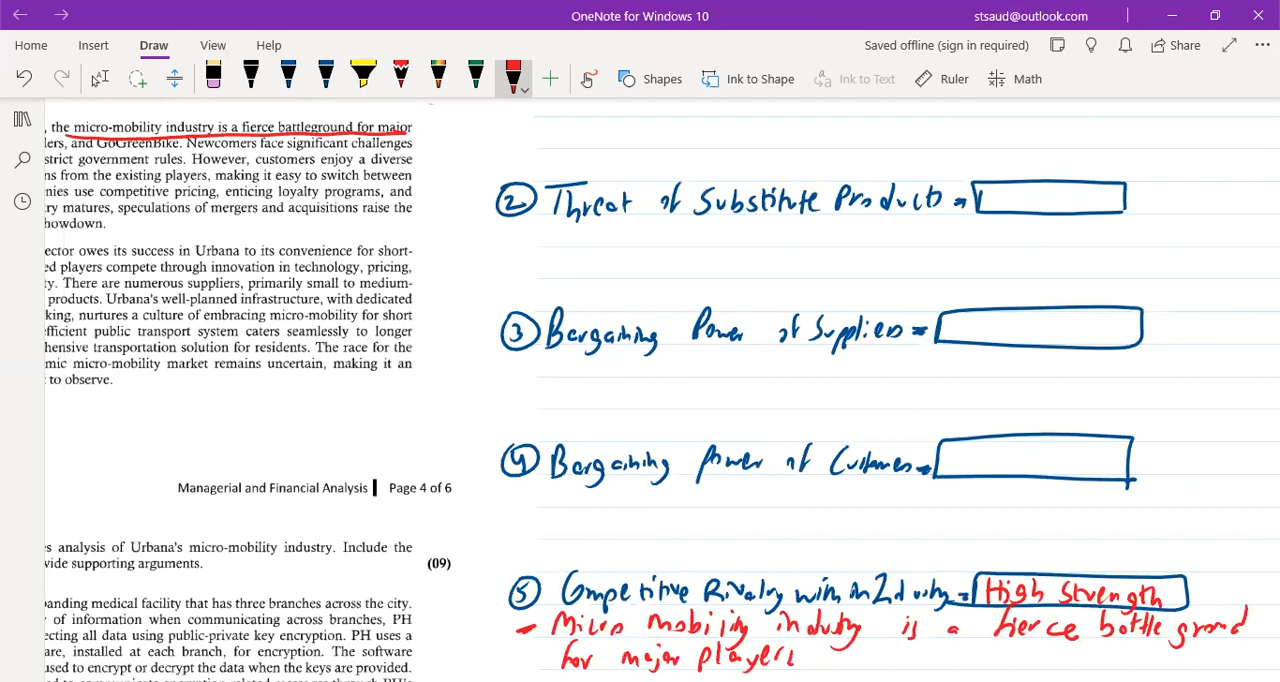 OneNote for Windows 10
stsaud@outlook.com
Home Insert Draw View Help
Saved offline (sign in required)
Share
Shapes
Ink to Shape
Ink to Text
Ruler
Math
, the micro-mobility industry is a fierce battleground for major
lers, and GoGreenBike. Newcomers face significant challenges
strict government rules. However, customers enjoy a diverse
ns from the existing players, making it easy to switch between
nies use competitive pricing, enticing loyalty programs, and
ry matures, speculations of mergers and acquisitions raise the
howdown.
ector owes its success in Urbana to its convenience for short-
ed players compete through innovation in technology, pricing,
ty. There are numerous suppliers, primarily small to medium-
products. Urbana's well-planned infrastructure, with dedicated
king, nurtures a culture of embracing micro-mobility for short
efficient public transport system caters seamlessly to longer
hensive transportation solution for residents. The race for the
mic micro-mobility market remains uncertain, making it an
t to observe.
Managerial and Financial Analysis | Page 4 of 6
s analysis of Urbana's micro-mobility industry. Include the
vide supporting arguments. (09)
panding medical facility that has three branches across the city.
y of information when communicating across branches, PH
ecting all data using public-private key encryption. PH uses a
are, installed at each branch, for encryption. The software
used to encrypt or decrypt the data when the keys are provided.
② Threat of Substitute Products =
③ Bargaining Power of Suppliers =
④ Bargaining Power of Customers =
⑤ Competitive Rivalry within Industry = High Strength
- Micro Mobility industry is a fierce battle ground
for major players